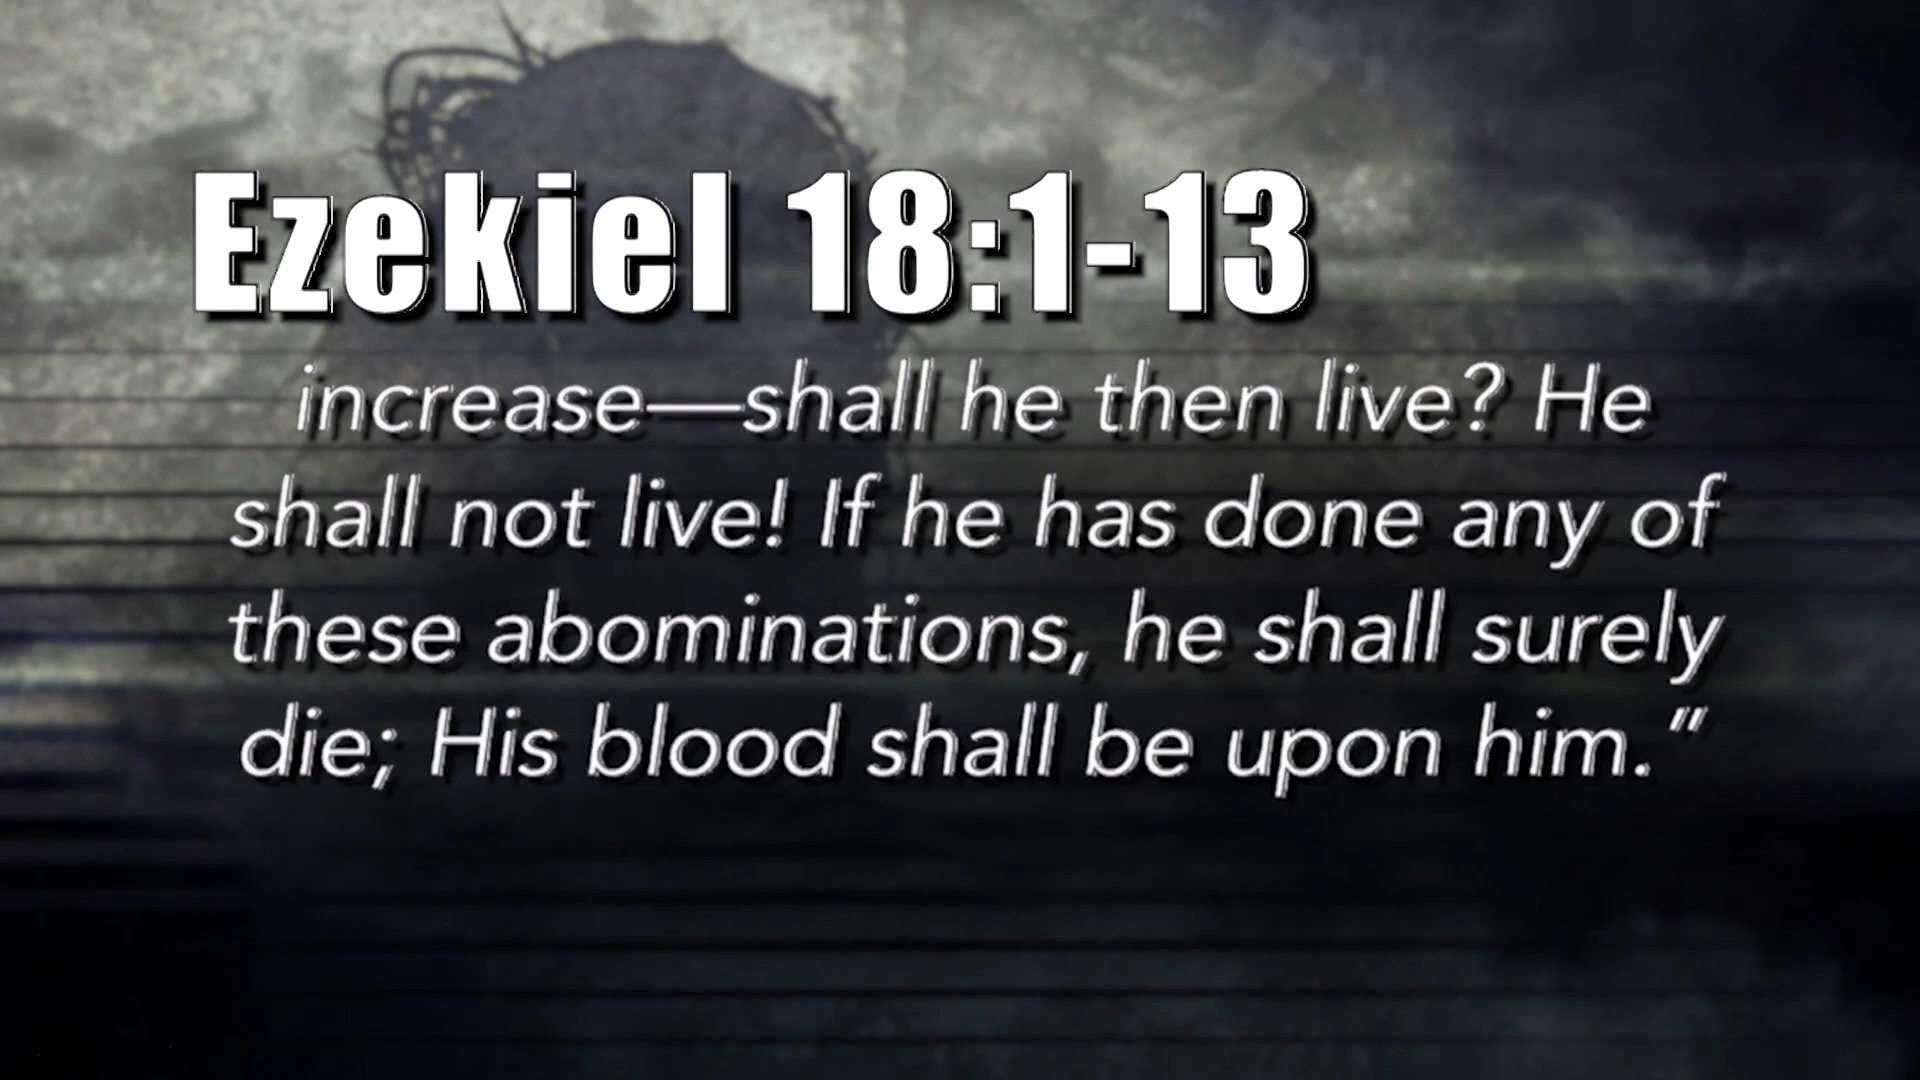 Ezekiel 18:1-13
increase—shall he then live? He
shall not live! If he has done any of
these abominations, he shall surely
die; His blood shall be upon him.”